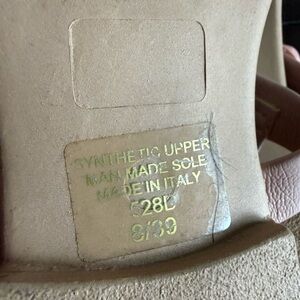 SYNTHETIC UPPER
MAN MADE SOLE
MADE IN ITALY
528D
8/39